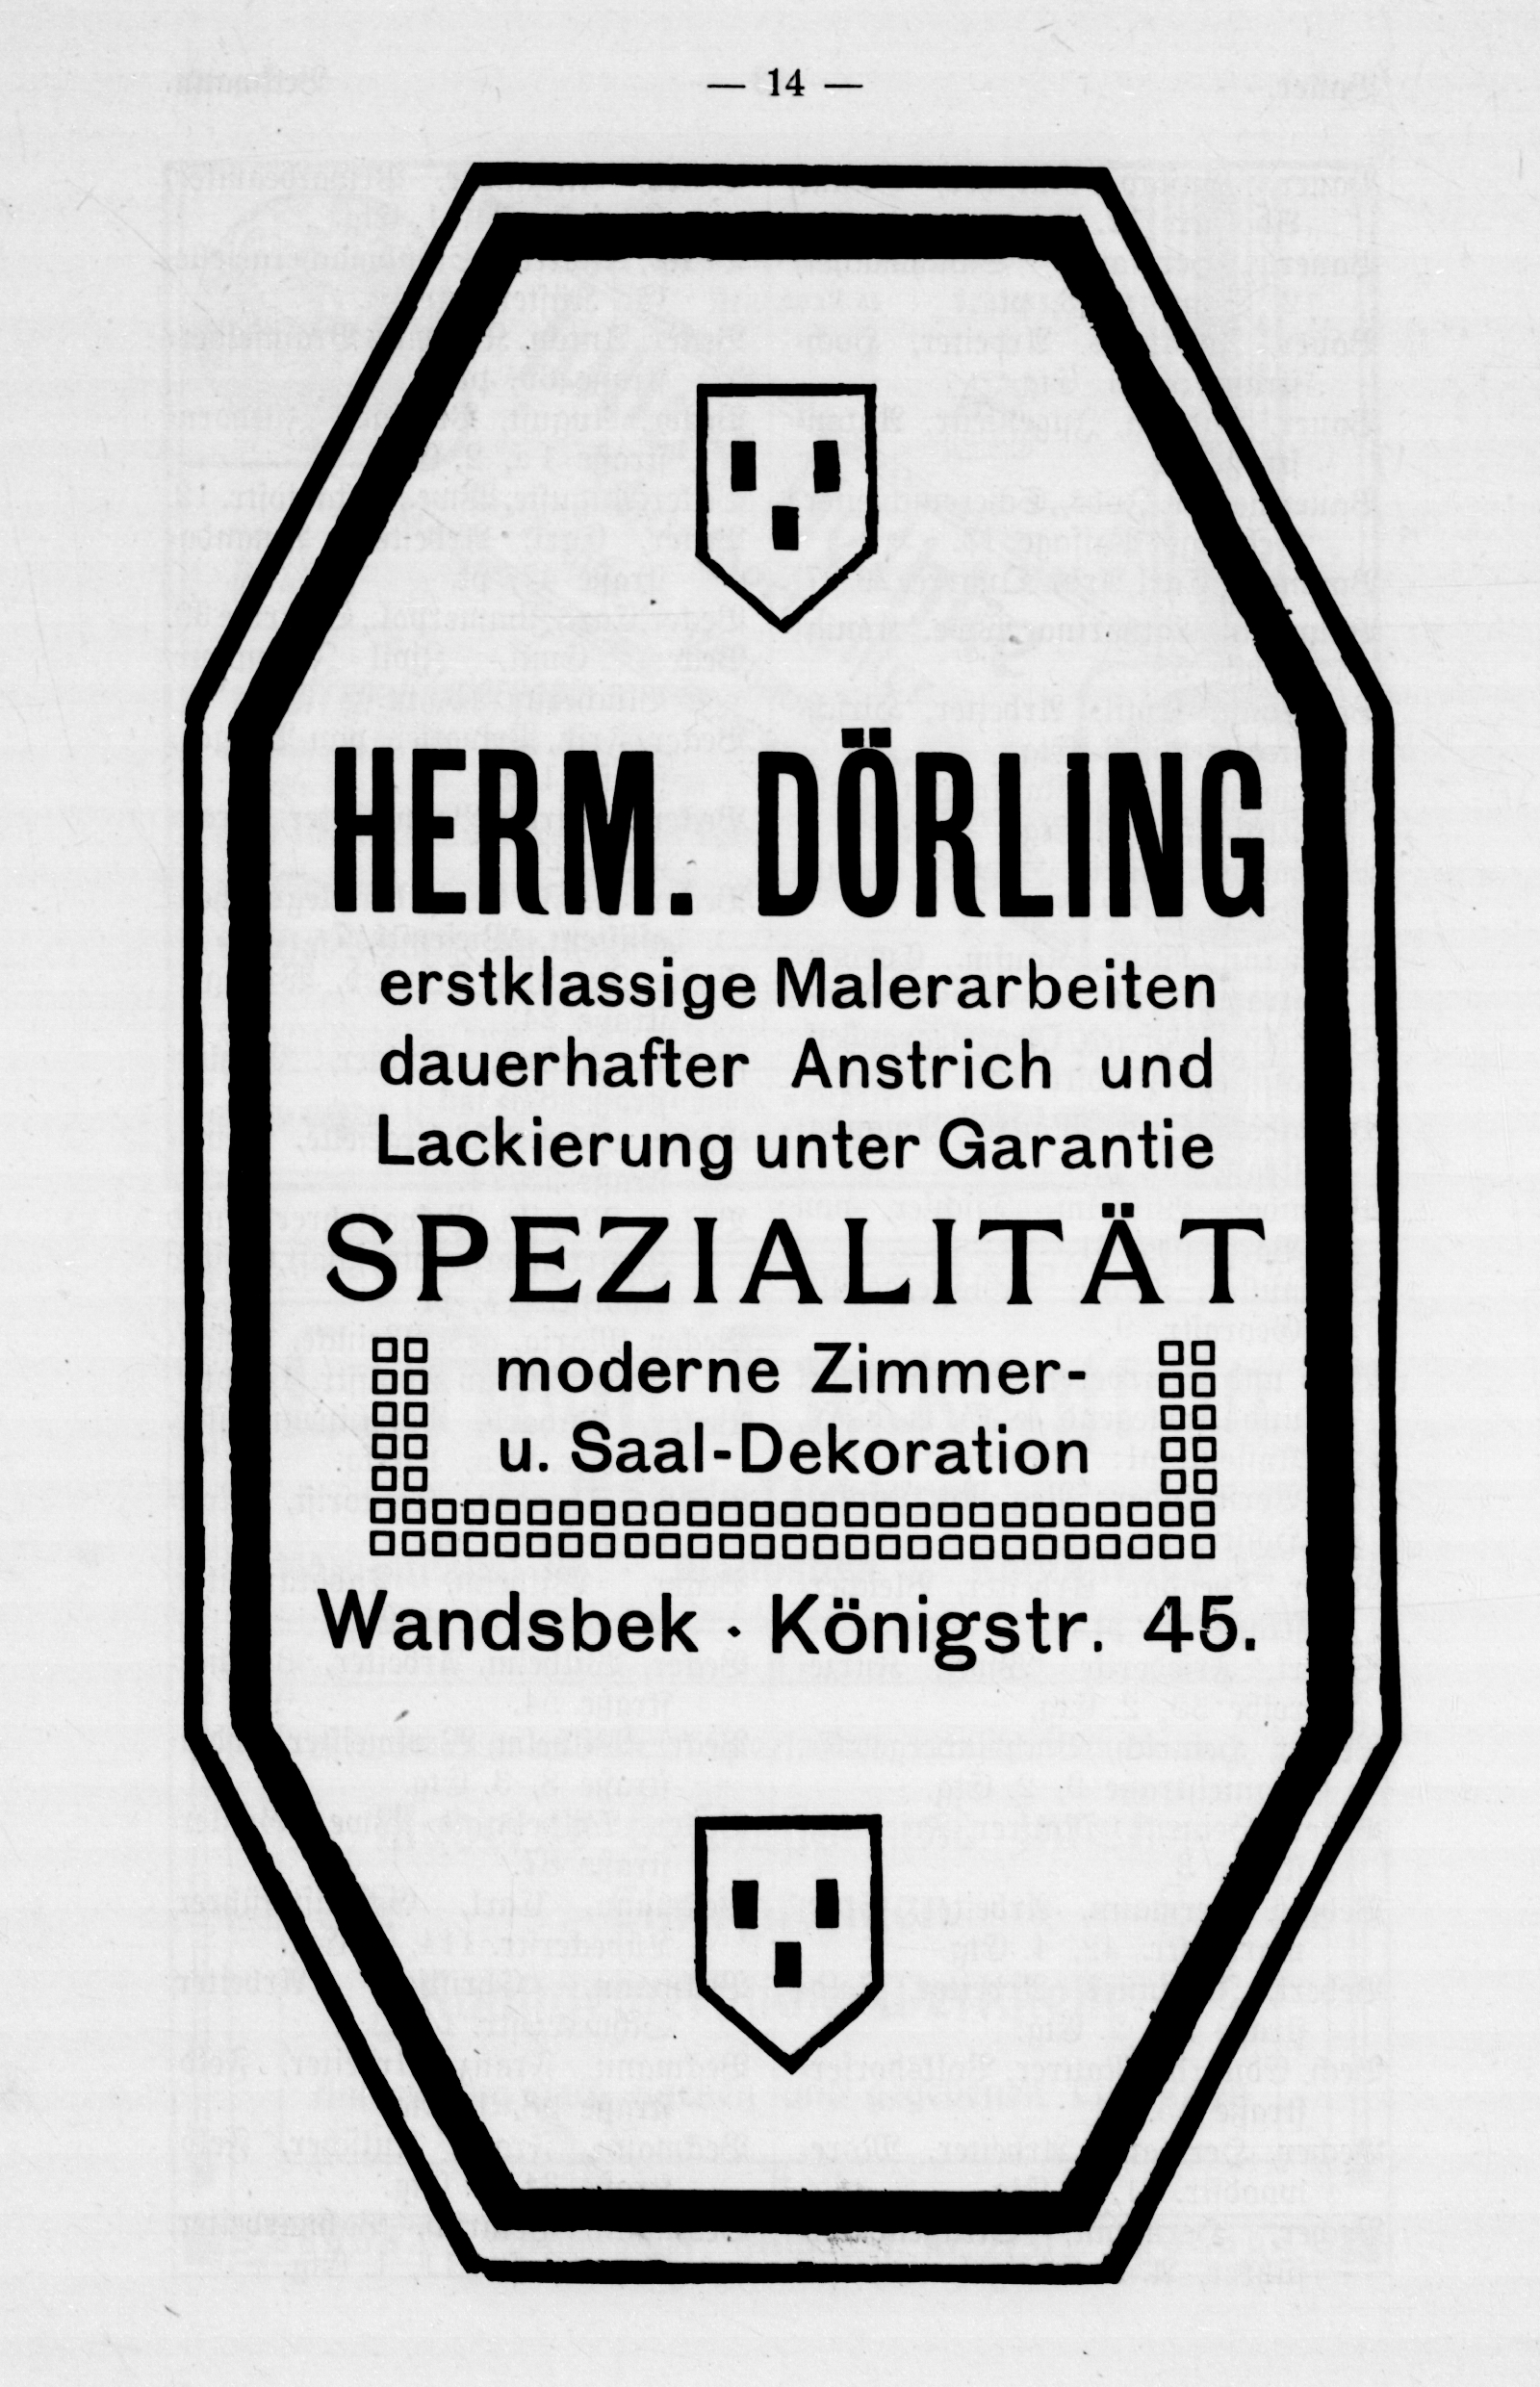 — 14 —
HERM. DÖRLING
erstklassige Malerarbeiten
dauerhafter Anstrich und
Lackierung unter Garantie
SPEZIALITÄT
moderne Zimmer-
u. Saal-Dekoration
Wandsbek · Königstr. 45.